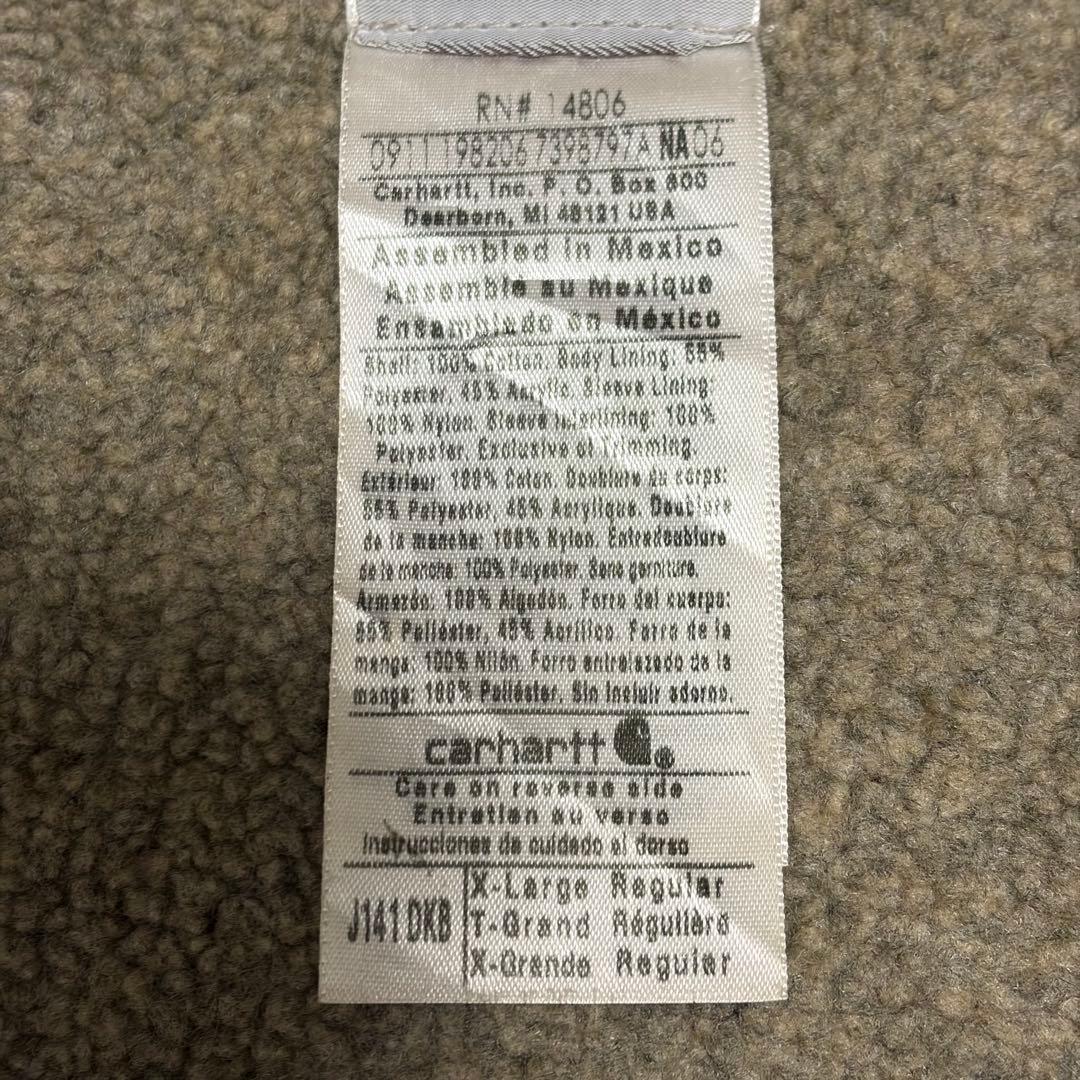 RN# 14806
0911 198206 7398797A NA 06
Carhartt, Inc. P. O. Box 600
Dearborn, MI 48121 USA
Assembled in Mexico
Assemblé au Mexique
Ensamblado en México
Shell: 100% Cotton. Body Lining: 55%
Polyester, 45% Acrylic. Sleeve Lining:
100% Nylon. Sleeve Interlining: 100%
Polyester, Exclusive of Trimming.
Extérieur 100% Coton. Doublure du corps:
55% Polyester, 45% Acrylique. Doublure
de la manche: 100% Nylon. Entredoublure
de la manche: 100% Polyester. Sans garniture.
Armazón: 100% Algodón. Forro del cuerpo:
55% Poliéster, 45% Acrílico. Forro de la
manga: 100% Nilón. Forro entrelazado de la
manga: 100% Poliéster. Sin incluir adorno.
carhartt ®
Care on reverse side
Entretien au verso
Instrucciones de cuidado al dorso
J141 DKB
X-Large Regular
T-Grand Régulière
X-Grande Regular